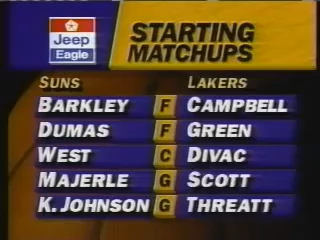 Jeep
Eagle
STARTING
MATCHUPS
SUNS LAKERS
BARKLEY F CAMPBELL
DUMAS F GREEN
WEST C DIVAC
MAJERLE G SCOTT
K. JOHNSON G THREATT